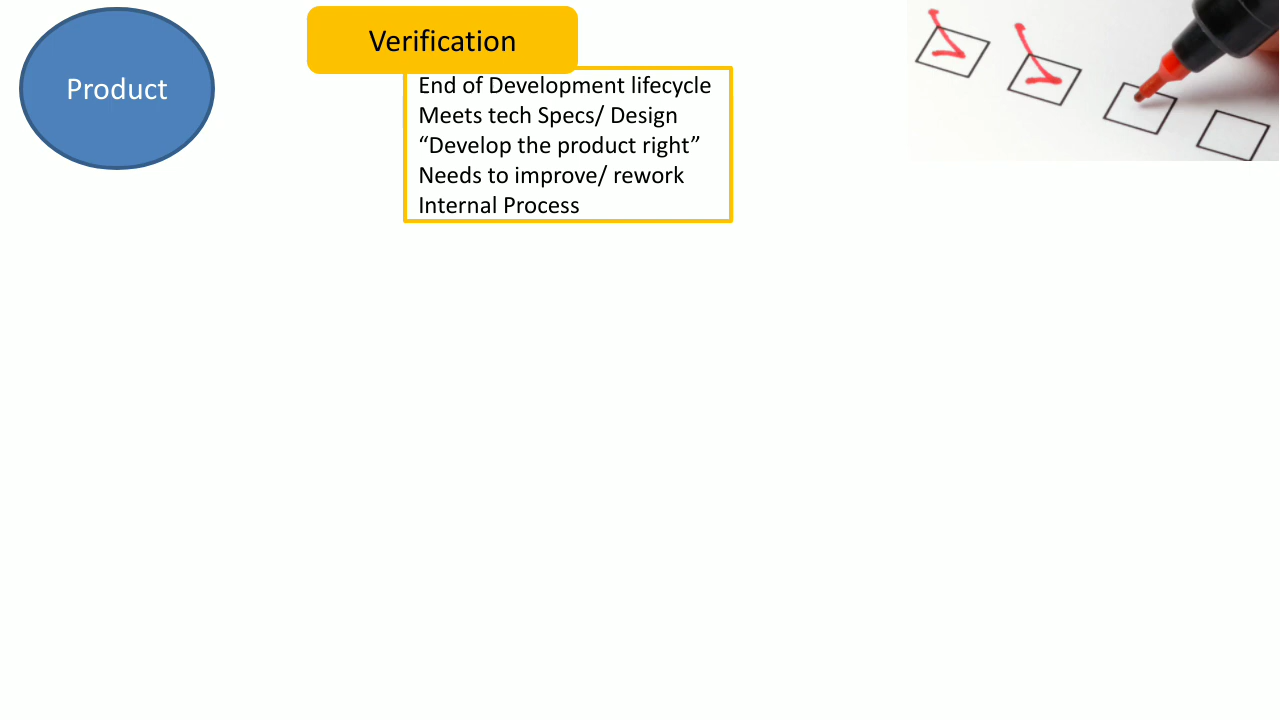 Product
Verification
End of Development lifecycle
Meets tech Specs/ Design
“Develop the product right”
Needs to improve/ rework
Internal Process